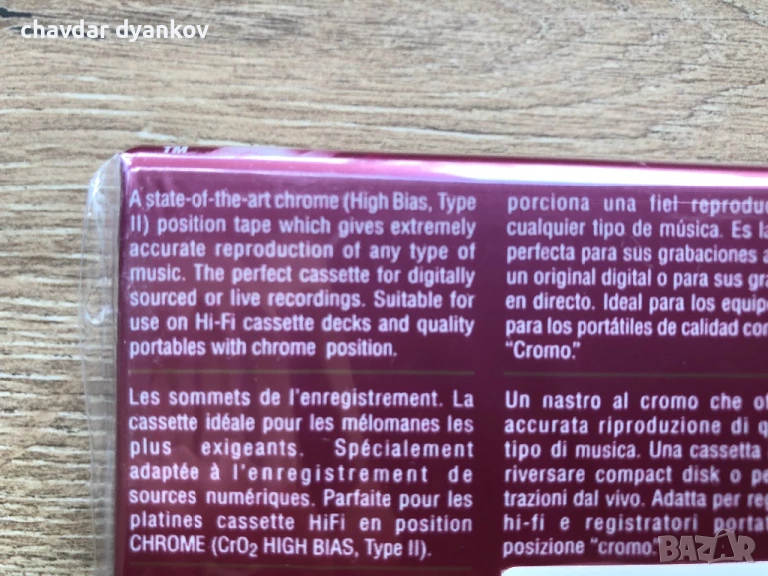 chavdar dyankov
TM
A state-of-the-art chrome (High Bias, Type
II) position tape which gives extremely
accurate reproduction of any type of
music. The perfect cassette for digitally
sourced or live recordings. Suitable for
use on Hi-Fi cassette decks and quality
portables with chrome position.
Les sommets de l'enregistrement. La
cassette idéale pour les mélomanes les
plus exigeants. Spécialement
adaptée à l'enregistrement de
sources numériques. Parfaite pour les
platines cassette HiFi en position
CHROME (CrO2 HIGH BIAS, Type II).
porciona una fiel reproduc
cualquier tipo de música. Es la
perfecta para sus grabaciones a
un original digital o para sus gra
en directo. Ideal para los equipo
para los portátiles de calidad con
"Cromo."
Un nastro al cromo che of
accurata riproduzione di q
tipo di musica. Una cassetta
riversare compact disk o pe
trazioni dal vivo. Adatta per reg
hi-fi e registratori portat
posizione "cromo."
BAZAR